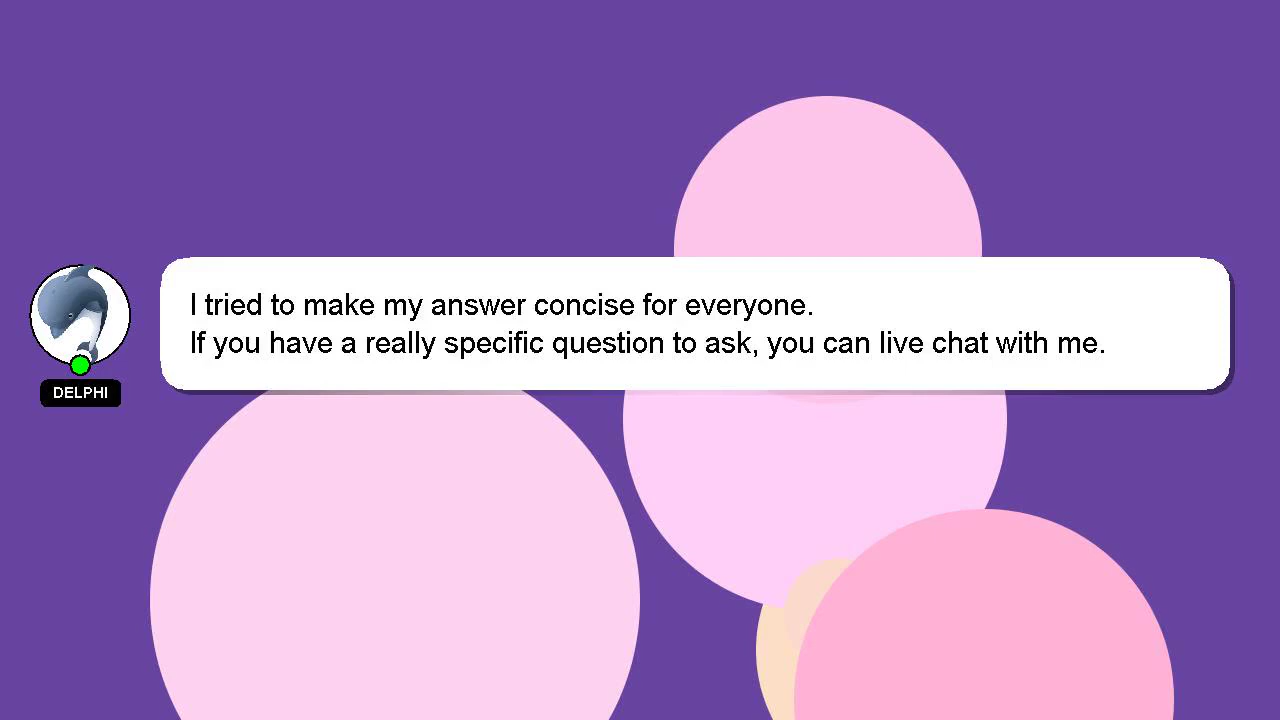 I tried to make my answer concise for everyone.
If you have a really specific question to ask, you can live chat with me.
DELPHI